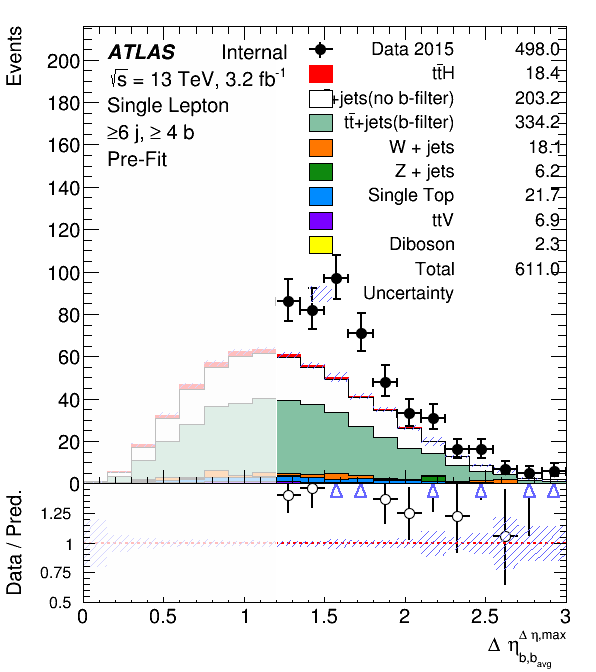 Events
ATLAS Internal
√s = 13 TeV, 3.2 fb-1
Single Lepton
≥6 j, ≥ 4 b
Pre-Fit
Data 2015 498.0
tt̄H 18.4
+jets(no b-filter) 203.2
tt̄+jets(b-filter) 334.2
W + jets 18.1
Z + jets 6.2
Single Top 21.7
ttV 6.9
Diboson 2.3
Total 611.0
Uncertainty
200
180
160
140
120
100
80
60
40
20
0
Data / Pred.
1.25
1
0.75
0.5
0 0.5 1 1.5 2 2.5 3
Δ η Δ η,max b,b avg